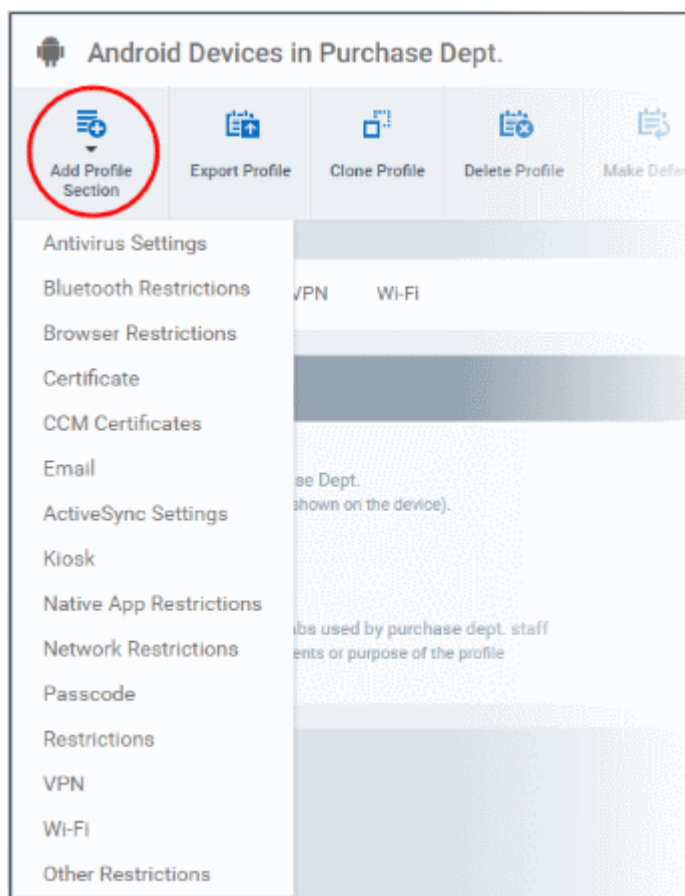 Android Devices in Purchase Dept.
Add Profile
Section
Export Profile
Clone Profile
Delete Profile
Make
Antivirus Settings
Bluetooth Restrictions
VPN
Wi-Fi
Browser Restrictions
Certificate
CCM Certificates
Email
Dept.
ActiveSync Settings
shown on the device).
Kiosk
Native App Restrictions
used by purchase dept. staff
Network Restrictions
or purpose of the profile
Passcode
Restrictions
VPN
Wi-Fi
Other Restrictions